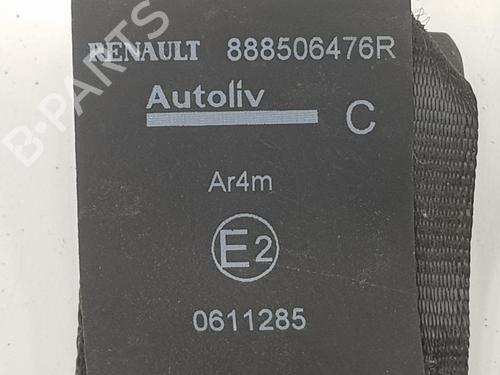 RENAULT 888506476R
Autoliv
C
Ar4m
E2
0611285
B-PARTS